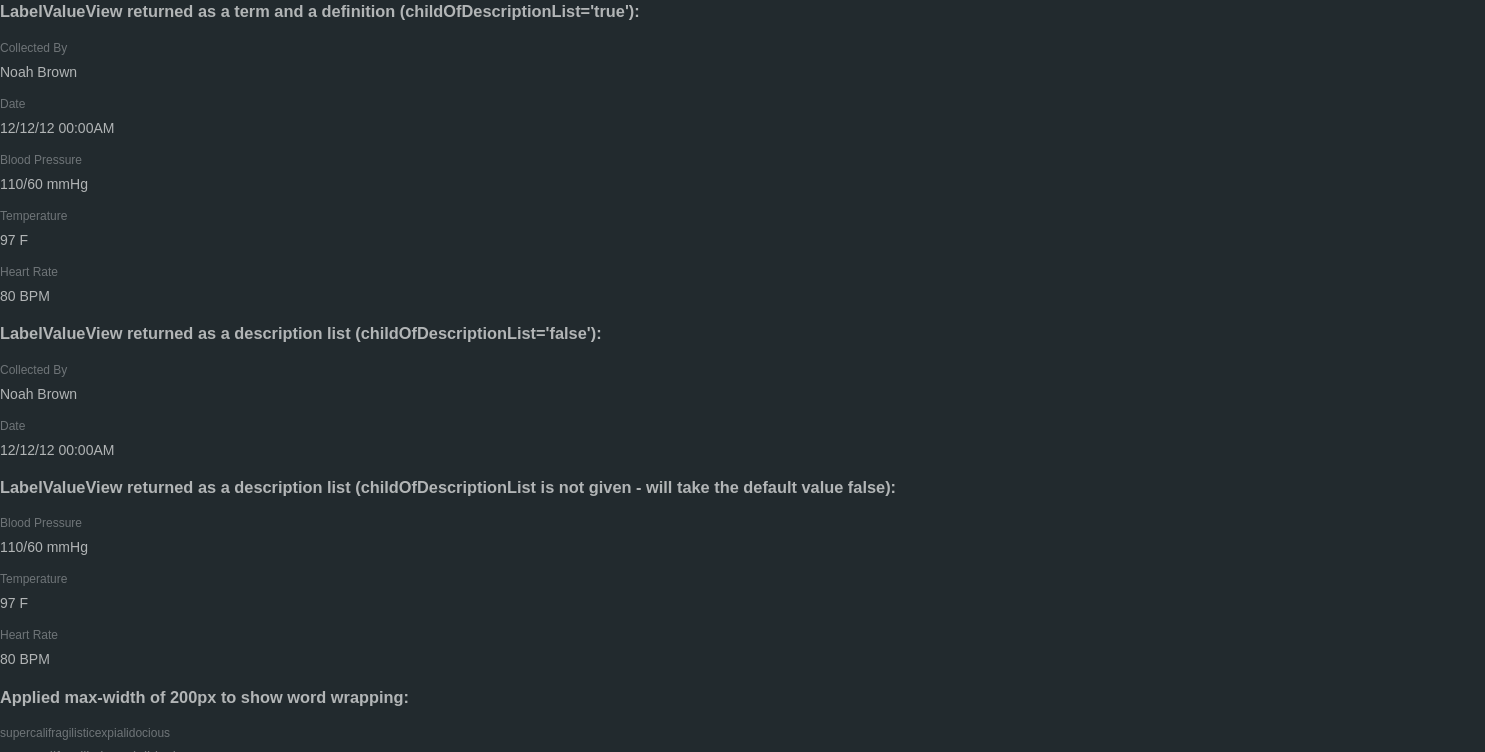 LabelValueView returned as a term and a definition (childOfDescriptionList='true'):
Collected By
Noah Brown
Date
12/12/12 00:00AM
Blood Pressure
110/60 mmHg
Temperature
97 F
Heart Rate
80 BPM
LabelValueView returned as a description list (childOfDescriptionList='false'):
Collected By
Noah Brown
Date
12/12/12 00:00AM
LabelValueView returned as a description list (childOfDescriptionList is not given - will take the default value false):
Blood Pressure
110/60 mmHg
Temperature
97 F
Heart Rate
80 BPM
Applied max-width of 200px to show word wrapping:
supercalifragilisticexpialidocious